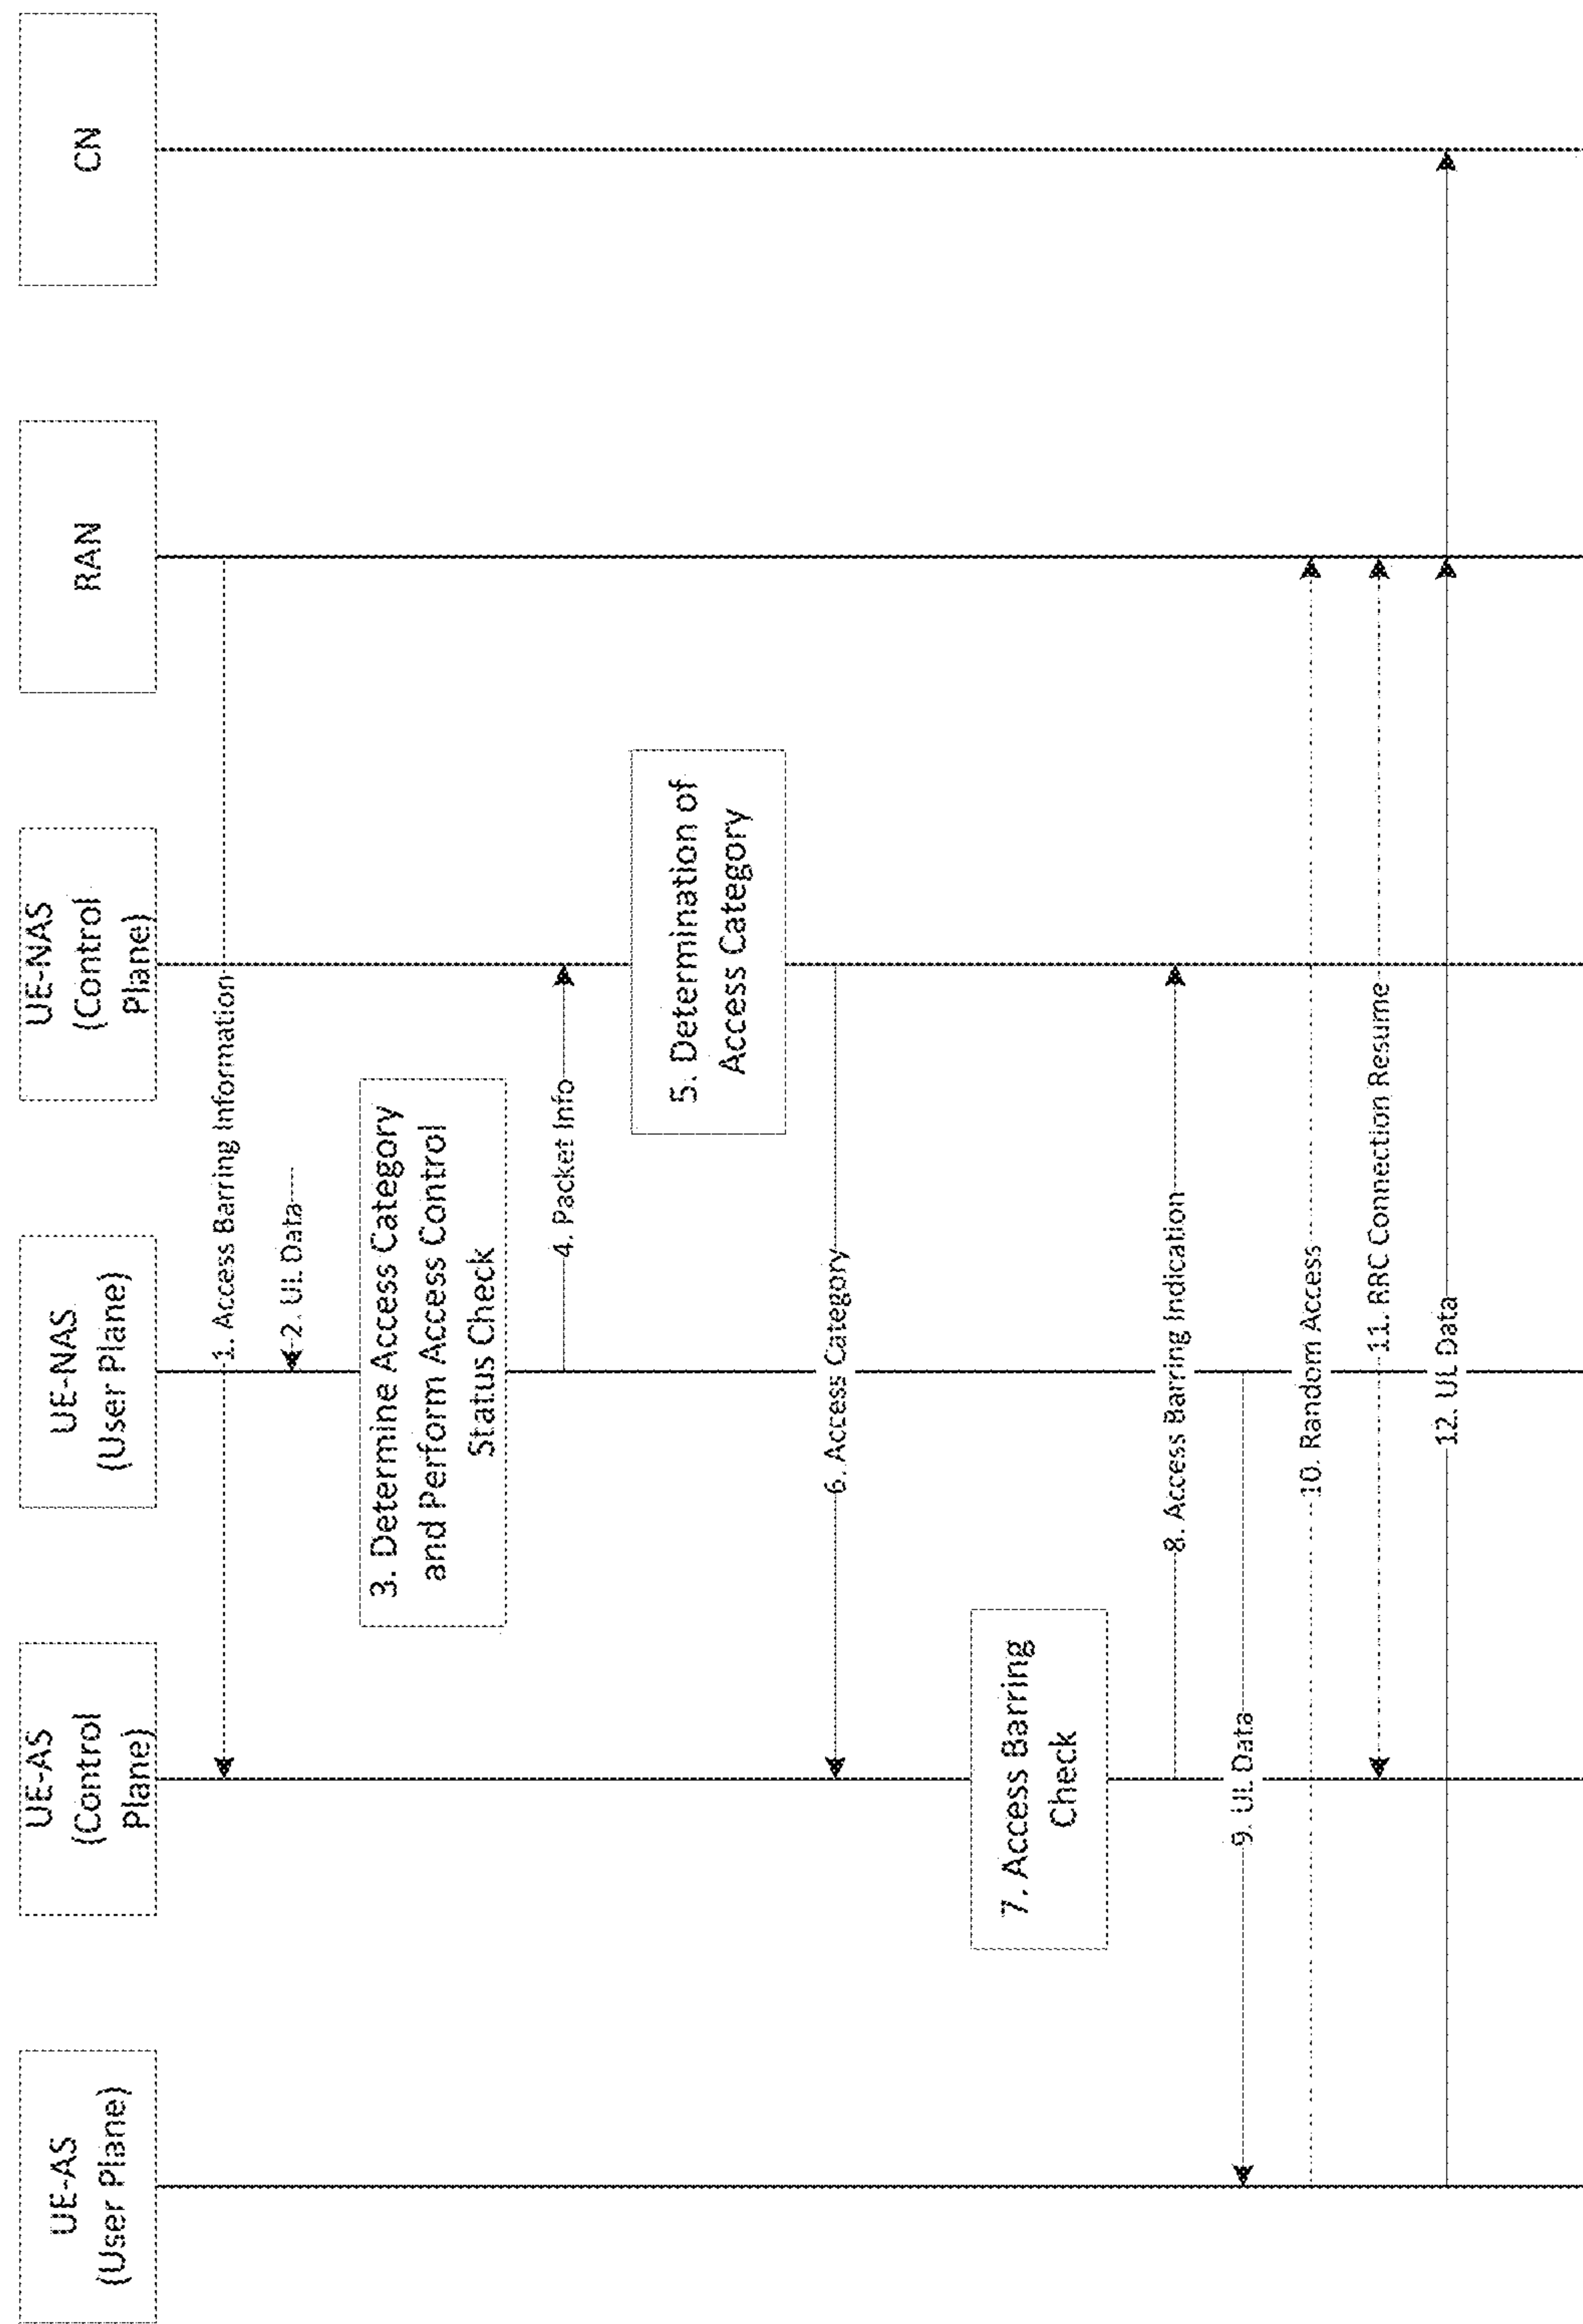 UE-AS
(User Plane)
UE-AS
(Control
Plane)
UE-NAS
(User Plane)
UE-NAS
(Control
Plane)
RAN
CN
1. Access Barring Information
2. UL Data
3. Determine Access Category
and Perform Access Control
Status Check
4. Packet Info
5. Determination of
Access Category
6. Access Category
7. Access Barring
Check
8. Access Barring Indication
9. UL Data
10. Random Access
11. RRC Connection Resume
12. UL Data